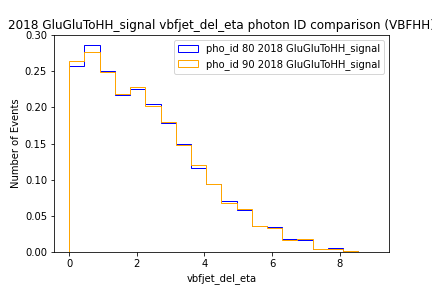 2018 GluGluToHH_signal vbfjet_del_eta photon ID comparison (VBFHH)
0.30
0.25
0.20
0.15
0.10
0.05
0.00
Number of Events
pho_id 80 2018 GluGluToHH_signal
pho_id 90 2018 GluGluToHH_signal
0 2 4 6 8
vbfjet_del_eta